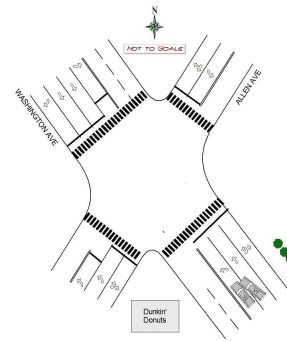 N
NOT TO SCALE
WASHINGTON AVE
ALLEN AVE
Dunkin'
Donuts